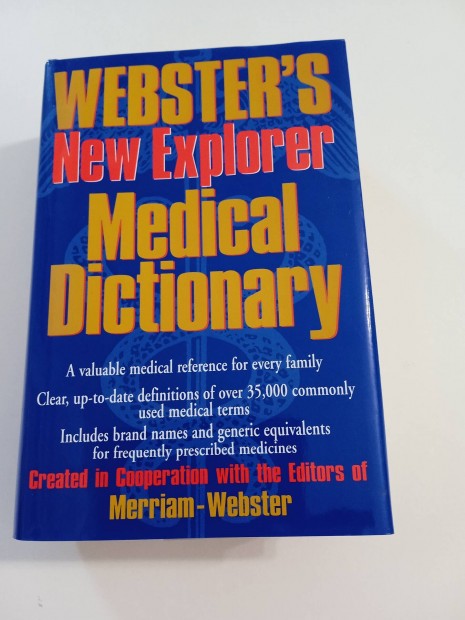 WEBSTER'S
New Explorer
Medical
Dictionary
A valuable medical reference for every family
Clear, up-to-date definitions of over 35,000 commonly
used medical terms
Includes brand names and generic equivalents
for frequently prescribed medicines
Created in Cooperation with the Editors of
Merriam-Webster